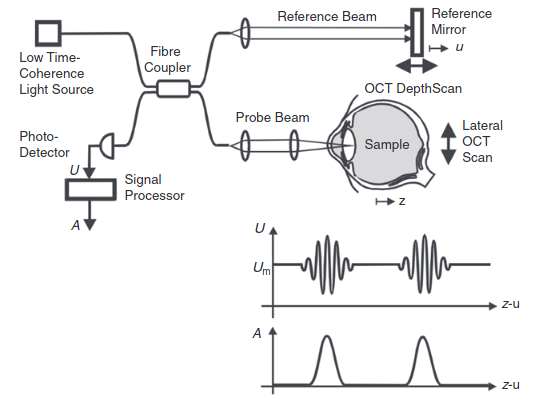 Reference Beam
Reference
Mirror
u
Low Time-
Coherence
Light Source
Fibre
Coupler
OCT DepthScan
Probe Beam
Photo-
Detector
Sample
Lateral
OCT
Scan
U
Signal
Processor
A
z
U
Um
z-u
A
z-u